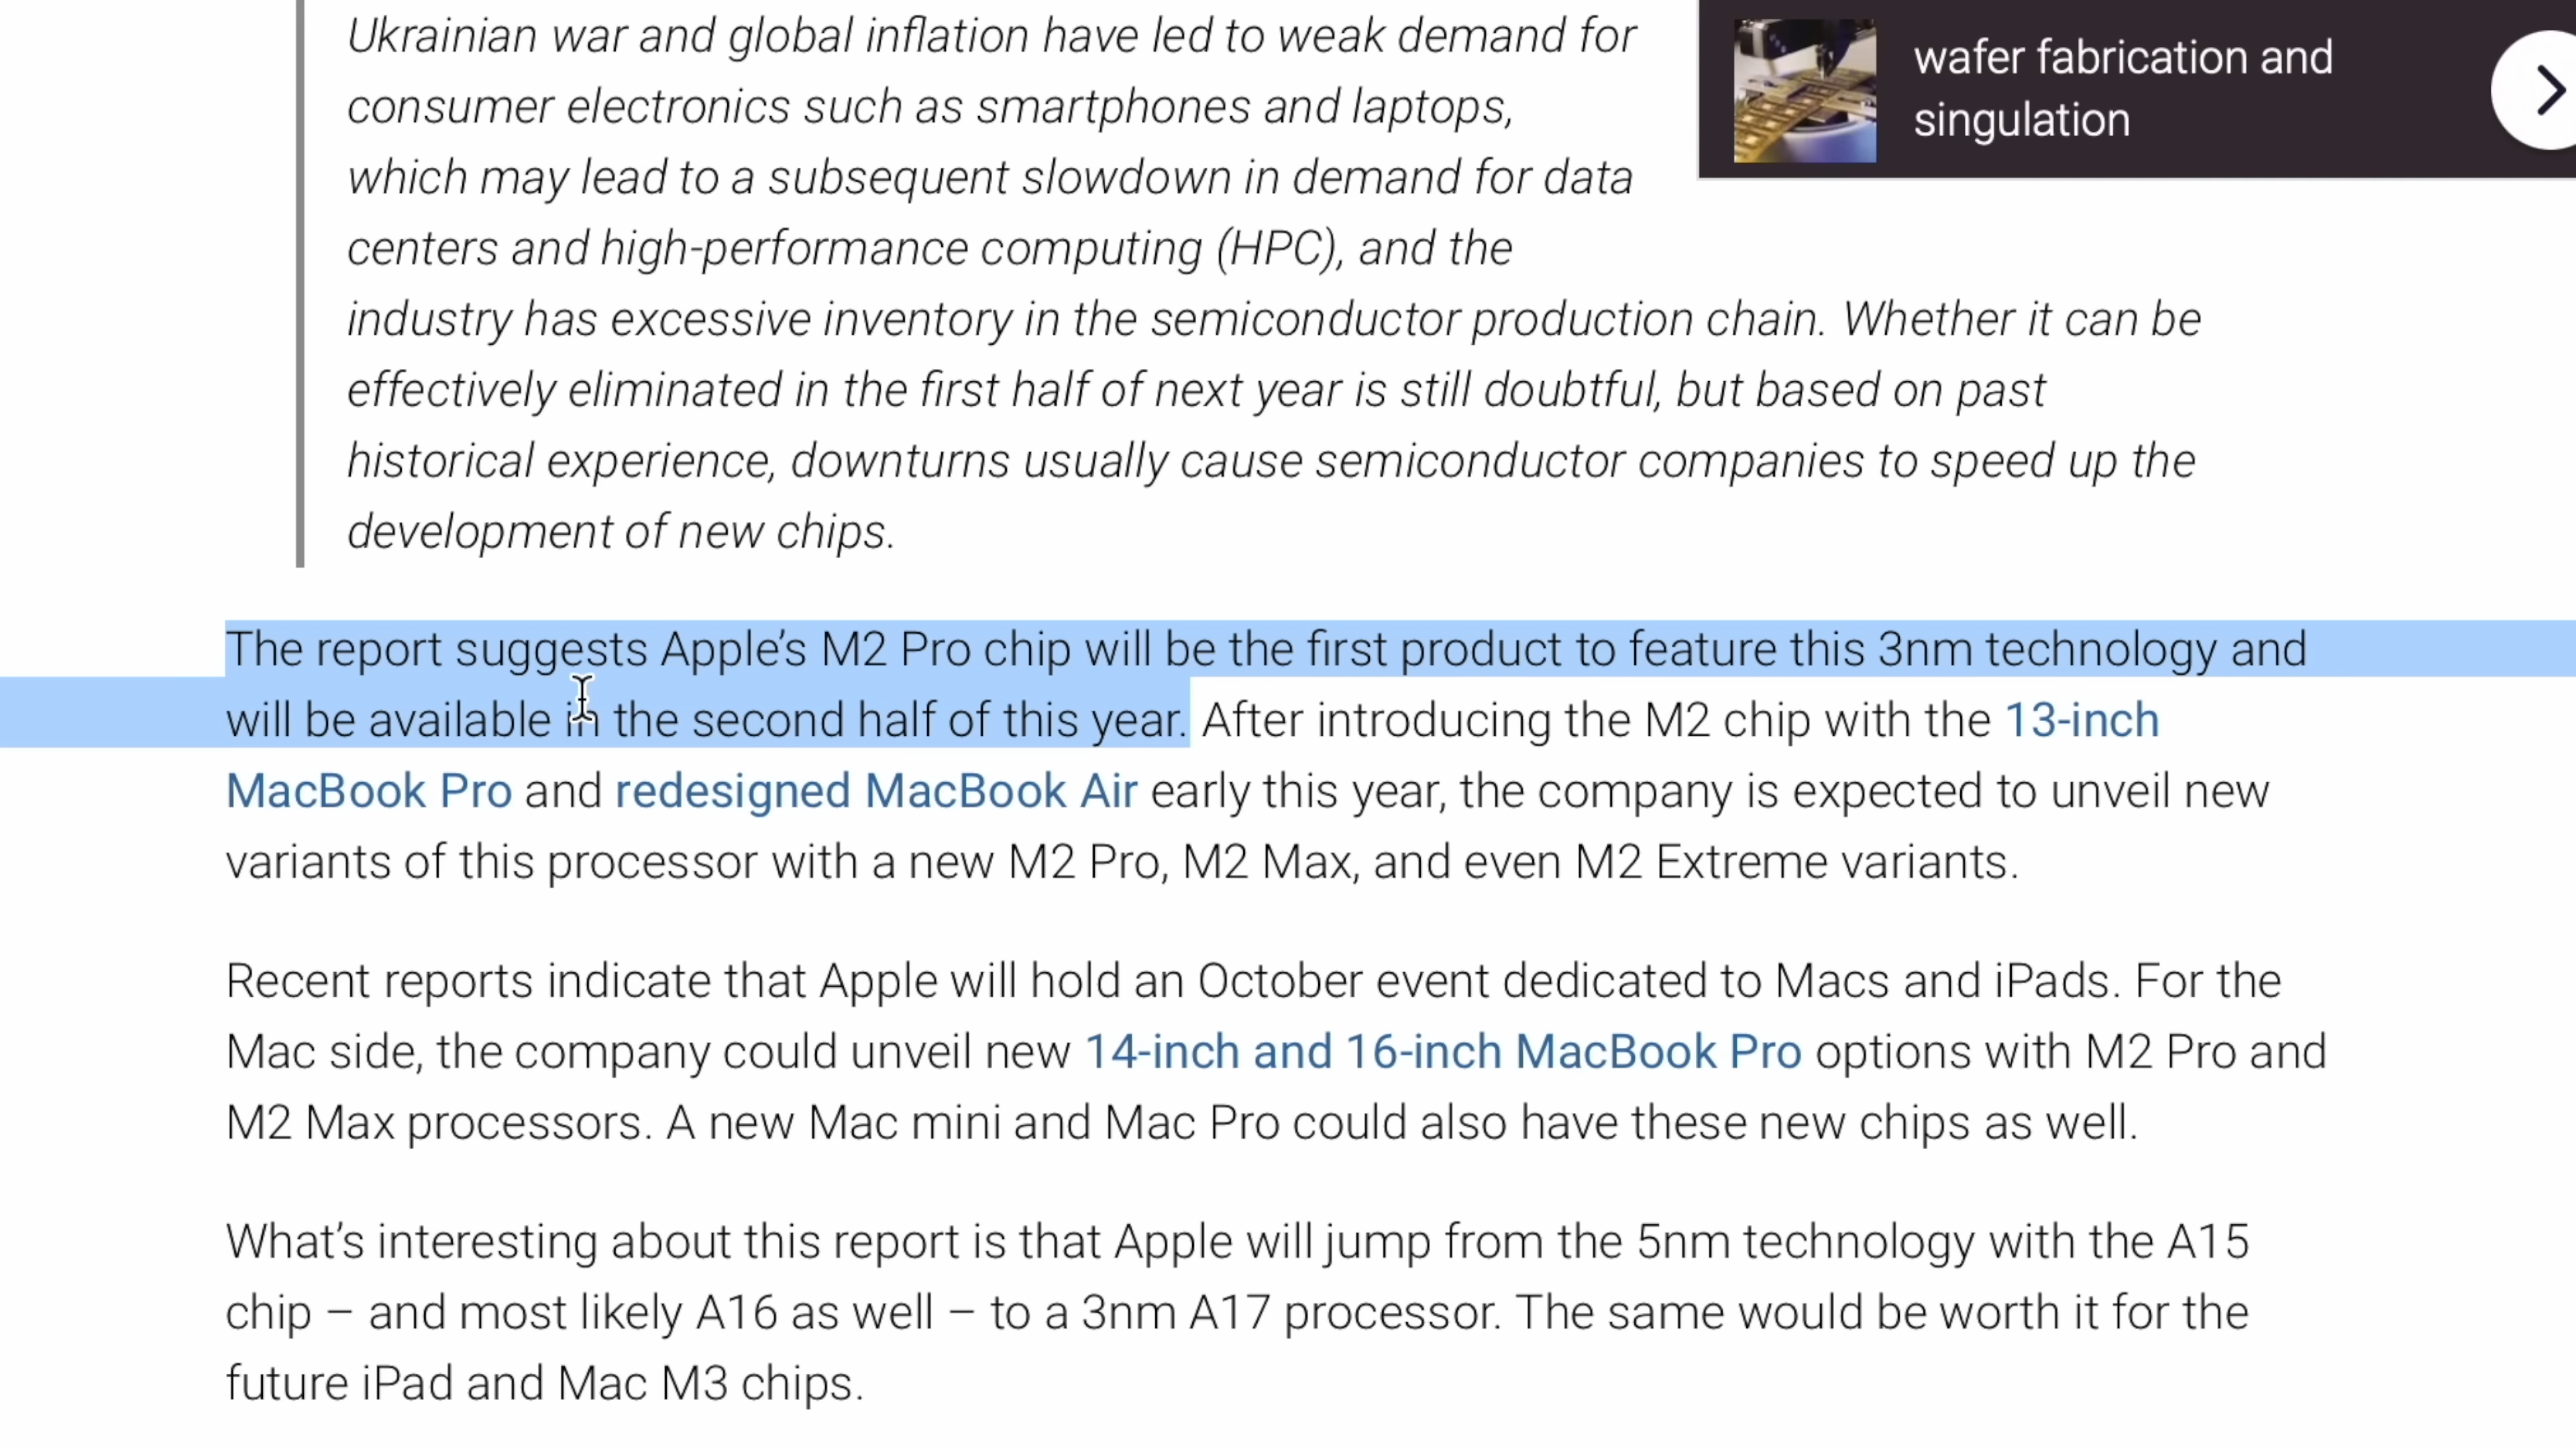 Ukrainian war and global inflation have led to weak demand for
consumer electronics such as smartphones and laptops,
which may lead to a subsequent slowdown in demand for data
centers and high-performance computing (HPC), and the
industry has excessive inventory in the semiconductor production chain. Whether it can be
effectively eliminated in the first half of next year is still doubtful, but based on past
historical experience, downturns usually cause semiconductor companies to speed up the
development of new chips.
wafer fabrication and
singulation
The report suggests Apple’s M2 Pro chip will be the first product to feature this 3nm technology and
will be available in the second half of this year. After introducing the M2 chip with the 13-inch
MacBook Pro and redesigned MacBook Air early this year, the company is expected to unveil new
variants of this processor with a new M2 Pro, M2 Max, and even M2 Extreme variants.
Recent reports indicate that Apple will hold an October event dedicated to Macs and iPads. For the
Mac side, the company could unveil new 14-inch and 16-inch MacBook Pro options with M2 Pro and
M2 Max processors. A new Mac mini and Mac Pro could also have these new chips as well.
What’s interesting about this report is that Apple will jump from the 5nm technology with the A15
chip – and most likely A16 as well – to a 3nm A17 processor. The same would be worth it for the
future iPad and Mac M3 chips.